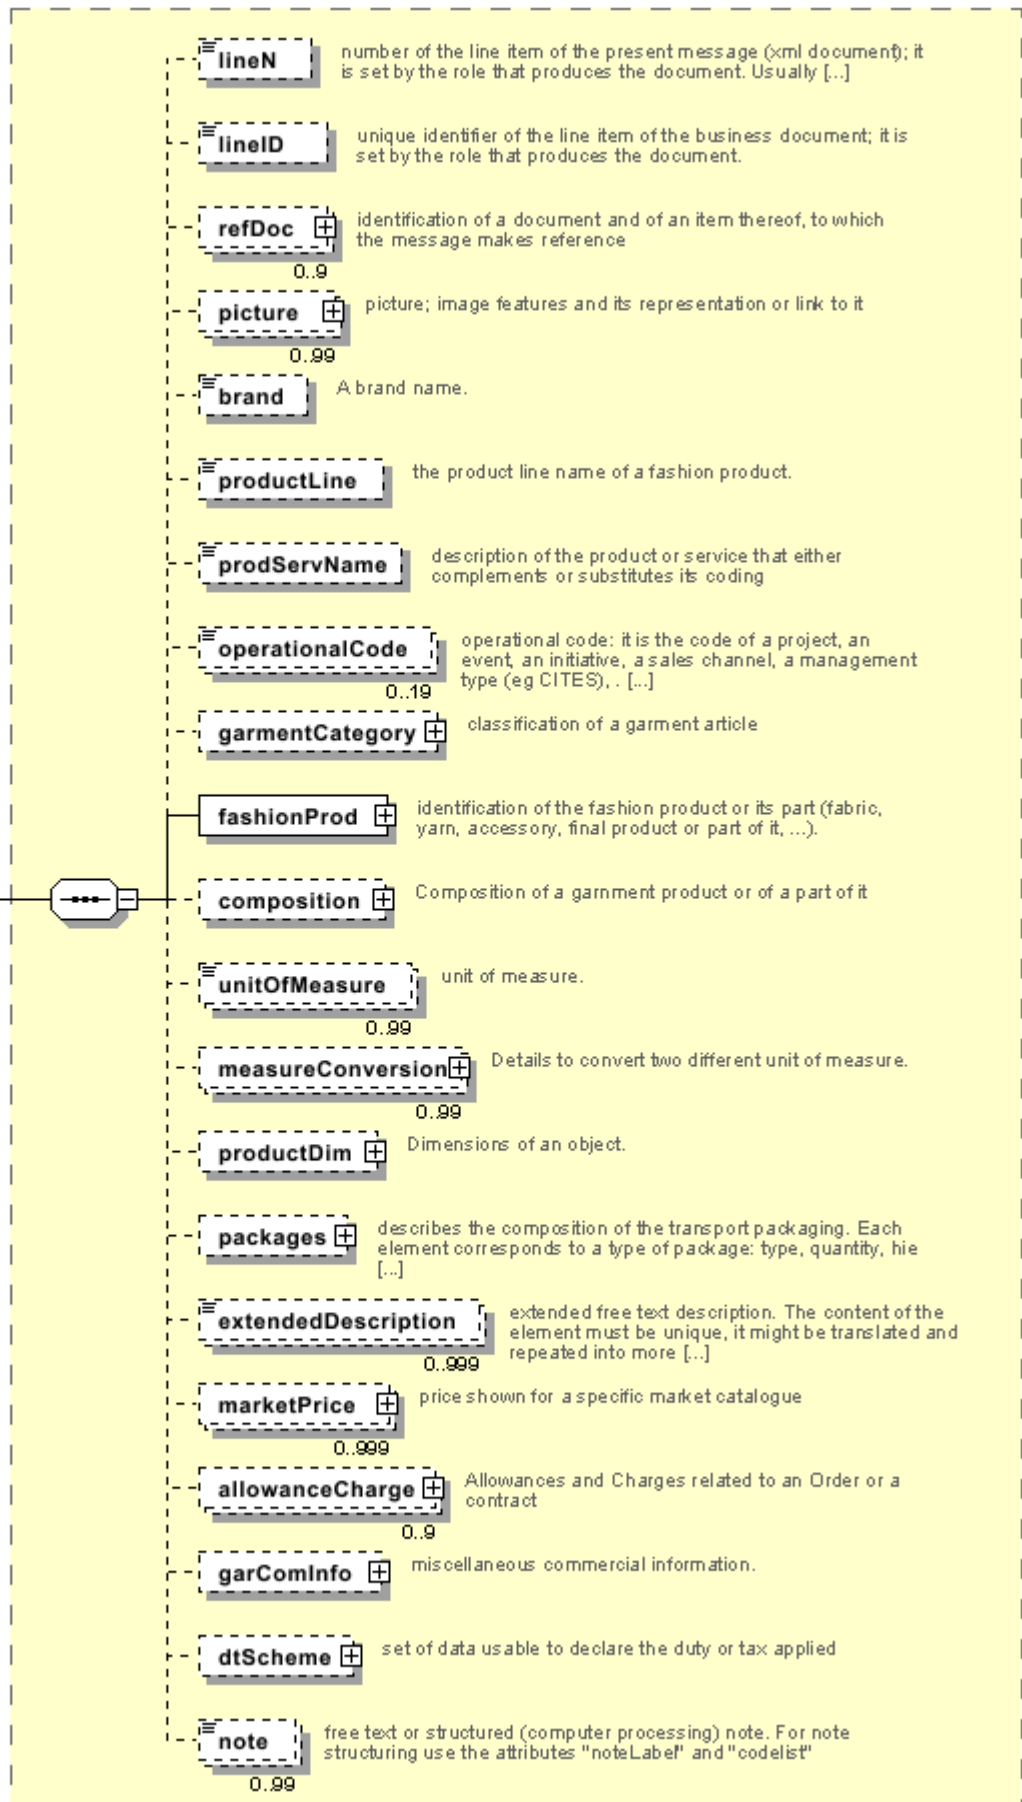 lineN
number of the line item of the present message (xml document); it
is set by the role that produces the document. Usually [...]
lineID
unique identifier of the line item of the business document; it is
set by the role that produces the document.
refDoc
0..9
identification of a document and of an item thereof, to which
the message makes reference
picture
0..99
picture; image features and its representation or link to it
brand
A brand name.
productLine
the product line name of a fashion product.
prodServName
description of the product or service that either
complements or substitutes its coding
operationalCode
0..19
operational code: it is the code of a project, an
event, an initiative, a sales channel, a management
type (eg CITES), . [...]
garmentCategory
classification of a garment article
fashionProd
identification of the fashion product or its part (fabric,
yarn, accessory, final product or part of it, ...).
composition
Composition of a garnment product or of a part of it
unitOfMeasure
0..99
unit of measure.
measureConversion
0..99
Details to convert two different unit of measure.
productDim
Dimensions of an object.
packages
describes the composition of the transport packaging. Each
element corresponds to a type of package: type, quantity, hie
[...]
extendedDescription
0..999
extended free text description. The content of the
element must be unique, it might be translated and
repeated into more [...]
marketPrice
0..999
price shown for a specific market catalogue
allowanceCharge
0..9
Allowances and Charges related to an Order or a
contract
garComInfo
miscellaneous commercial information.
dtScheme
set of data usable to declare the duty or tax applied
note
0..99
free text or structured (computer processing) note. For note
structuring use the attributes "noteLabel" and "codelist"